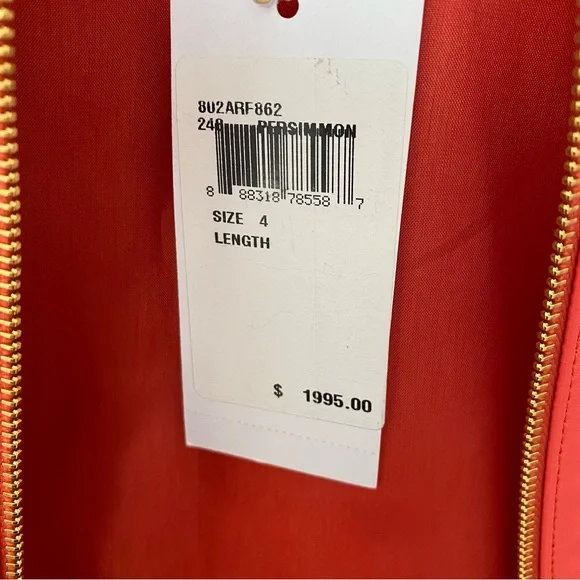 802ARF862
248 PERSIMMON
8 88318 78558 7
SIZE 4
LENGTH
$ 1995.00